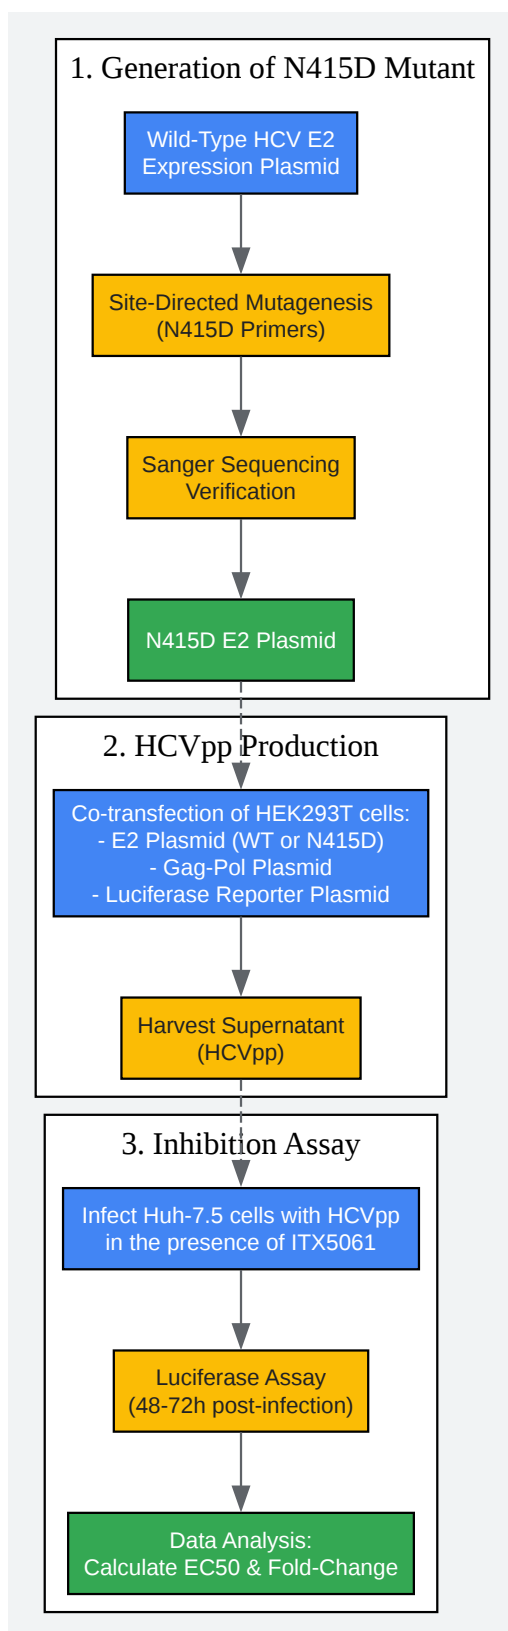 1. Generation of N415D Mutant
Wild-Type HCV E2
Expression Plasmid
Site-Directed Mutagenesis
(N415D Primers)
Sanger Sequencing
Verification
N415D E2 Plasmid
2. HCVpp Production
Co-transfection of HEK293T cells:
- E2 Plasmid (WT or N415D)
- Gag-Pol Plasmid
- Luciferase Reporter Plasmid
Harvest Supernatant
(HCVpp)
3. Inhibition Assay
Infect Huh-7.5 cells with HCVpp
in the presence of ITX5061
Luciferase Assay
(48-72h post-infection)
Data Analysis:
Calculate EC50 & Fold-Change